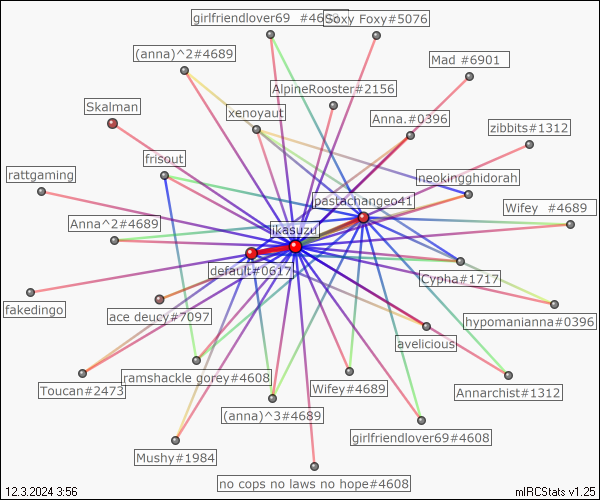 girlfriendlover69 #4608
Soxy Foxy#5076
(anna)^2#4689
Mad #6901
AlpineRooster#2156
Skalman
xenoyaut
Anna.#0396
zibbits#1312
frisout
rattgaming
neokingghidorah
pastachangeo41
Wifey #4689
Anna^2#4689
likasuzu
default#0617
Cypha#1717
fakedingo
ace deucy#7097
hypomanianna#0396
avelicious
ramshackle gorey#4608
Toucan#2473
Wifey#4689
Annarchist#1312
(anna)^3#4689
girlfriendlover69#4608
Mushy#1984
no cops no laws no hope#4608
12.3.2024 3:56
mIRCStats v1.25